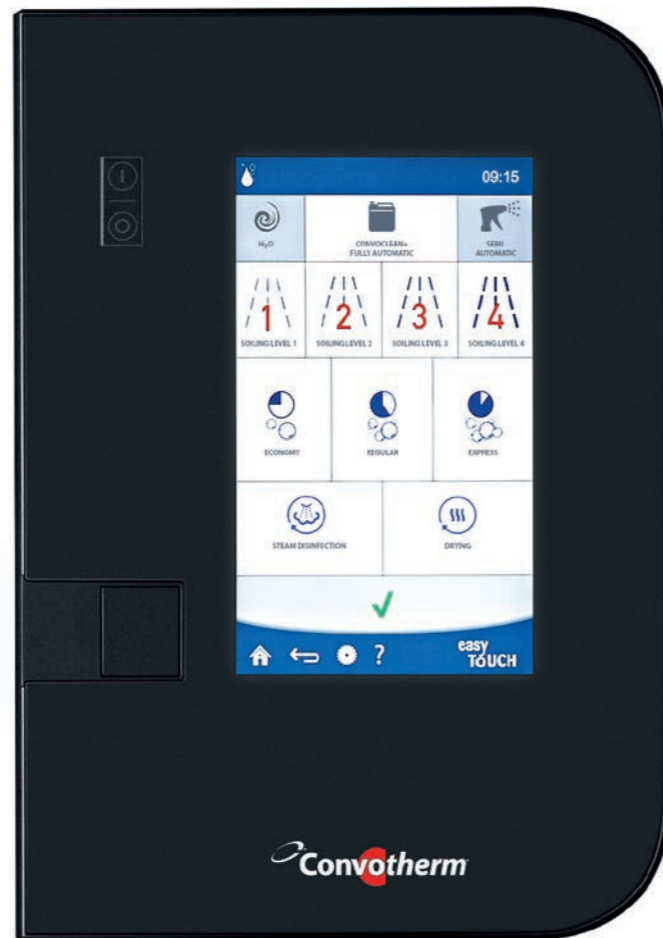 09:15
H₂O
CONVOCLEAN+
FULLY AUTOMATIC
SEMI
AUTOMATIC
1
2
3
4
SOILING LEVEL 1
SOILING LEVEL 2
SOILING LEVEL 3
SOILING LEVEL 4
ECONOMY
REGULAR
EXPRESS
STEAM DISINFECTION
DRYING
?
easy
TOUCH
Convotherm